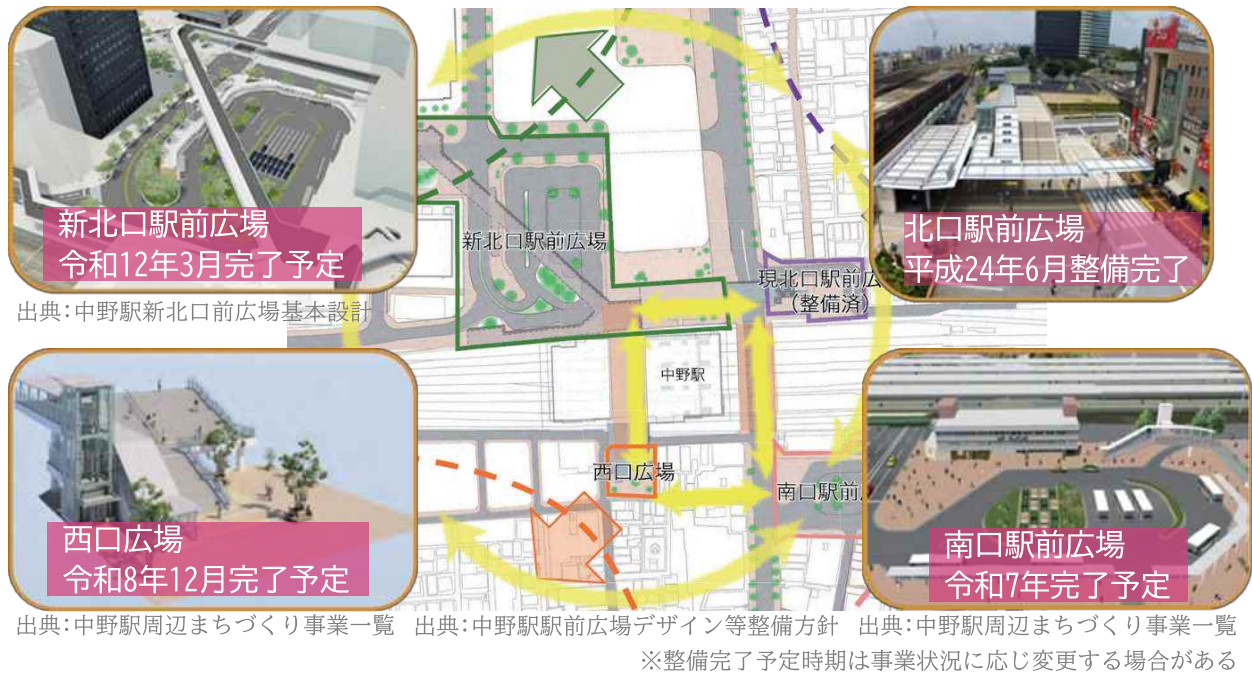 新北口駅前広場
令和12年3月完了予定
出典:中野駅新北口前広場基本設計
北口駅前広場
平成24年6月整備完了
新北口駅前広場
現北口駅前広
(整備済)
中野駅
西口広場
南口駅前
西口広場
令和8年12月完了予定
南口駅前広場
令和7年完了予定
出典:中野駅周辺まちづくり事業一覧
出典:中野駅駅前広場デザイン等整備方針
出典:中野駅周辺まちづくり事業一覧
※整備完了予定時期は事業状況に応じ変更する場合がある